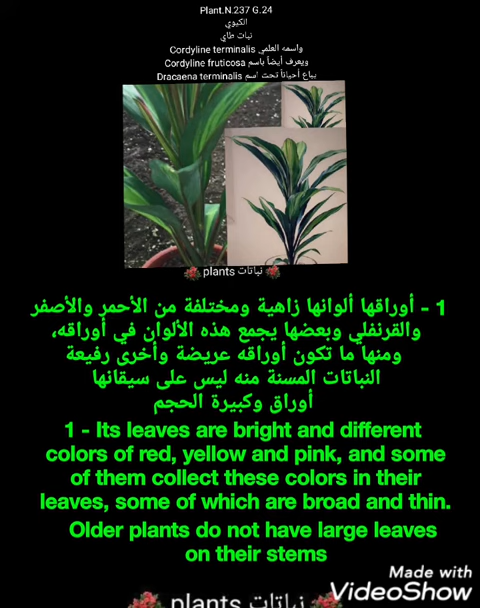 Plant.N.237 G.24
الكيوي
نبات طاي
واسمه العلمي Cordyline terminalis
ويعرف أيضاً باسم Cordyline fruticosa
يباع أحياناً تحت 'سم Dracaena terminalis
نباتات plants
1 - أوراقها ألوانها زاهية ومختلفة من الأحمر والأصفر
والقرنفلي وبعضها يجمع هذه الألوان في أوراقه،
ومنها ما تكون أوراقه عريضة وأخرى رفيعة
النباتات المسنة منه ليس على سيقانها
أوراق وكبيرة الحجم
1 - Its leaves are bright and different
colors of red, yellow and pink, and some
of them collect these colors in their
leaves, some of which are broad and thin.
Older plants do not have large leaves
on their stems
Made with
VideoShow
نباتات plants